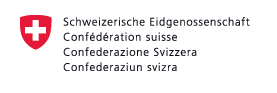 Schweizerische Eidgenossenschaft
Confédération suisse
Confederazione Svizzera
Confederaziun svizra